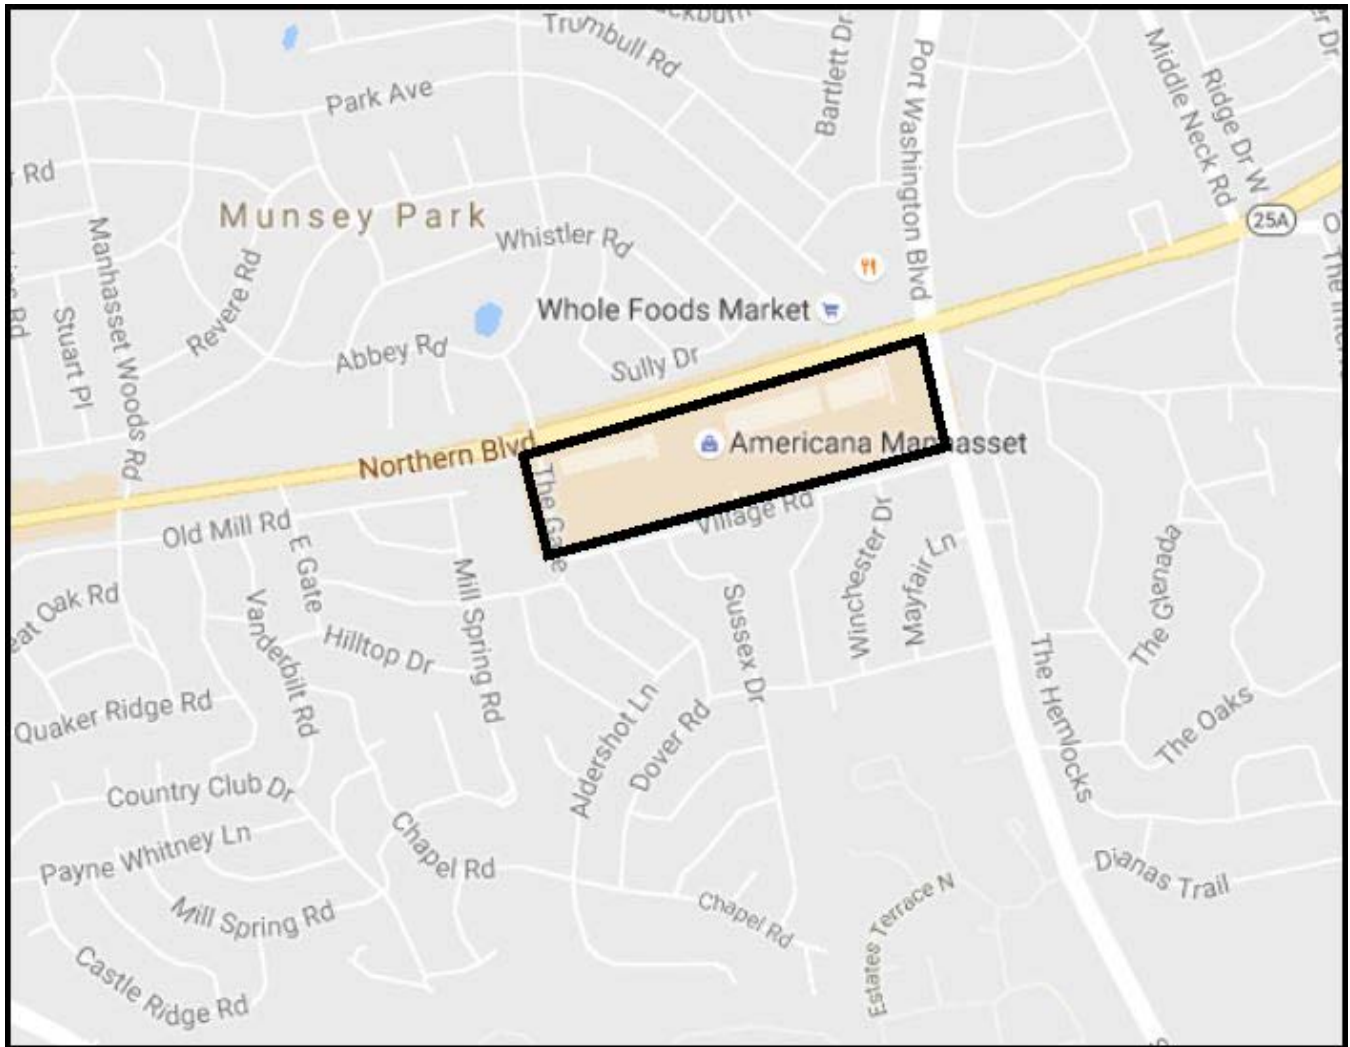 Trumbull Rd
Bartlett Dr
Port Washington Blvd
Middle Neck Rd
Ridge Dr W
Park Ave
Rd
Munsey Park
25A
Manhasset Woods Rd
Whistler Rd
Revere Rd
Whole Foods Market
Stuart Pl
Rd
Abbey Rd
Sully Dr
Northern Blvd
Americana Manhasset
The Gate
Village Rd
Old Mill Rd
E Gate
Winchester Dr
Mayfair Ln
Mill Spring Rd
Vanderbilt Rd
Hilltop Dr
Sussex Dr
The Glenada
The Hemlocks
Quaker Ridge Rd
Aldershot Ln
Dover Rd
The Oaks
Country Club Dr
Payne Whitney Ln
Chapel Rd
Dianas Trail
Mill Spring Rd
Chapel Rd
Estates Terrace N
Castle Ridge Rd